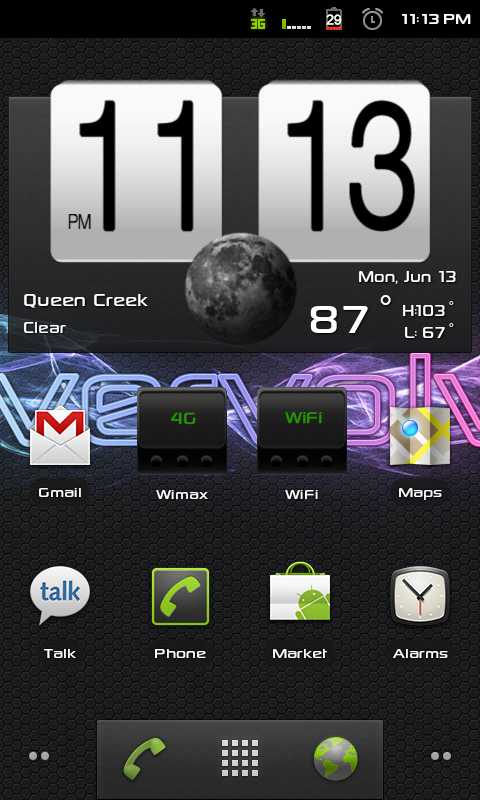 3G 29 11:13 PM
11 13
PM
Mon, Jun 13
Queen Creek
87° H:103°
Clear
L: 67°
4G WiFi
Gmail Wimax WiFi Maps
talk
Talk Phone Market Alarms